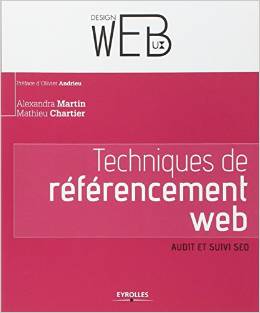 DESIGN
WEB
UX
Préface d'Olivier Andrieu
Alexandra Martin
Mathieu Chartier
Techniques de
référencement
web
AUDIT ET SUIVI SEO
EYROLLES